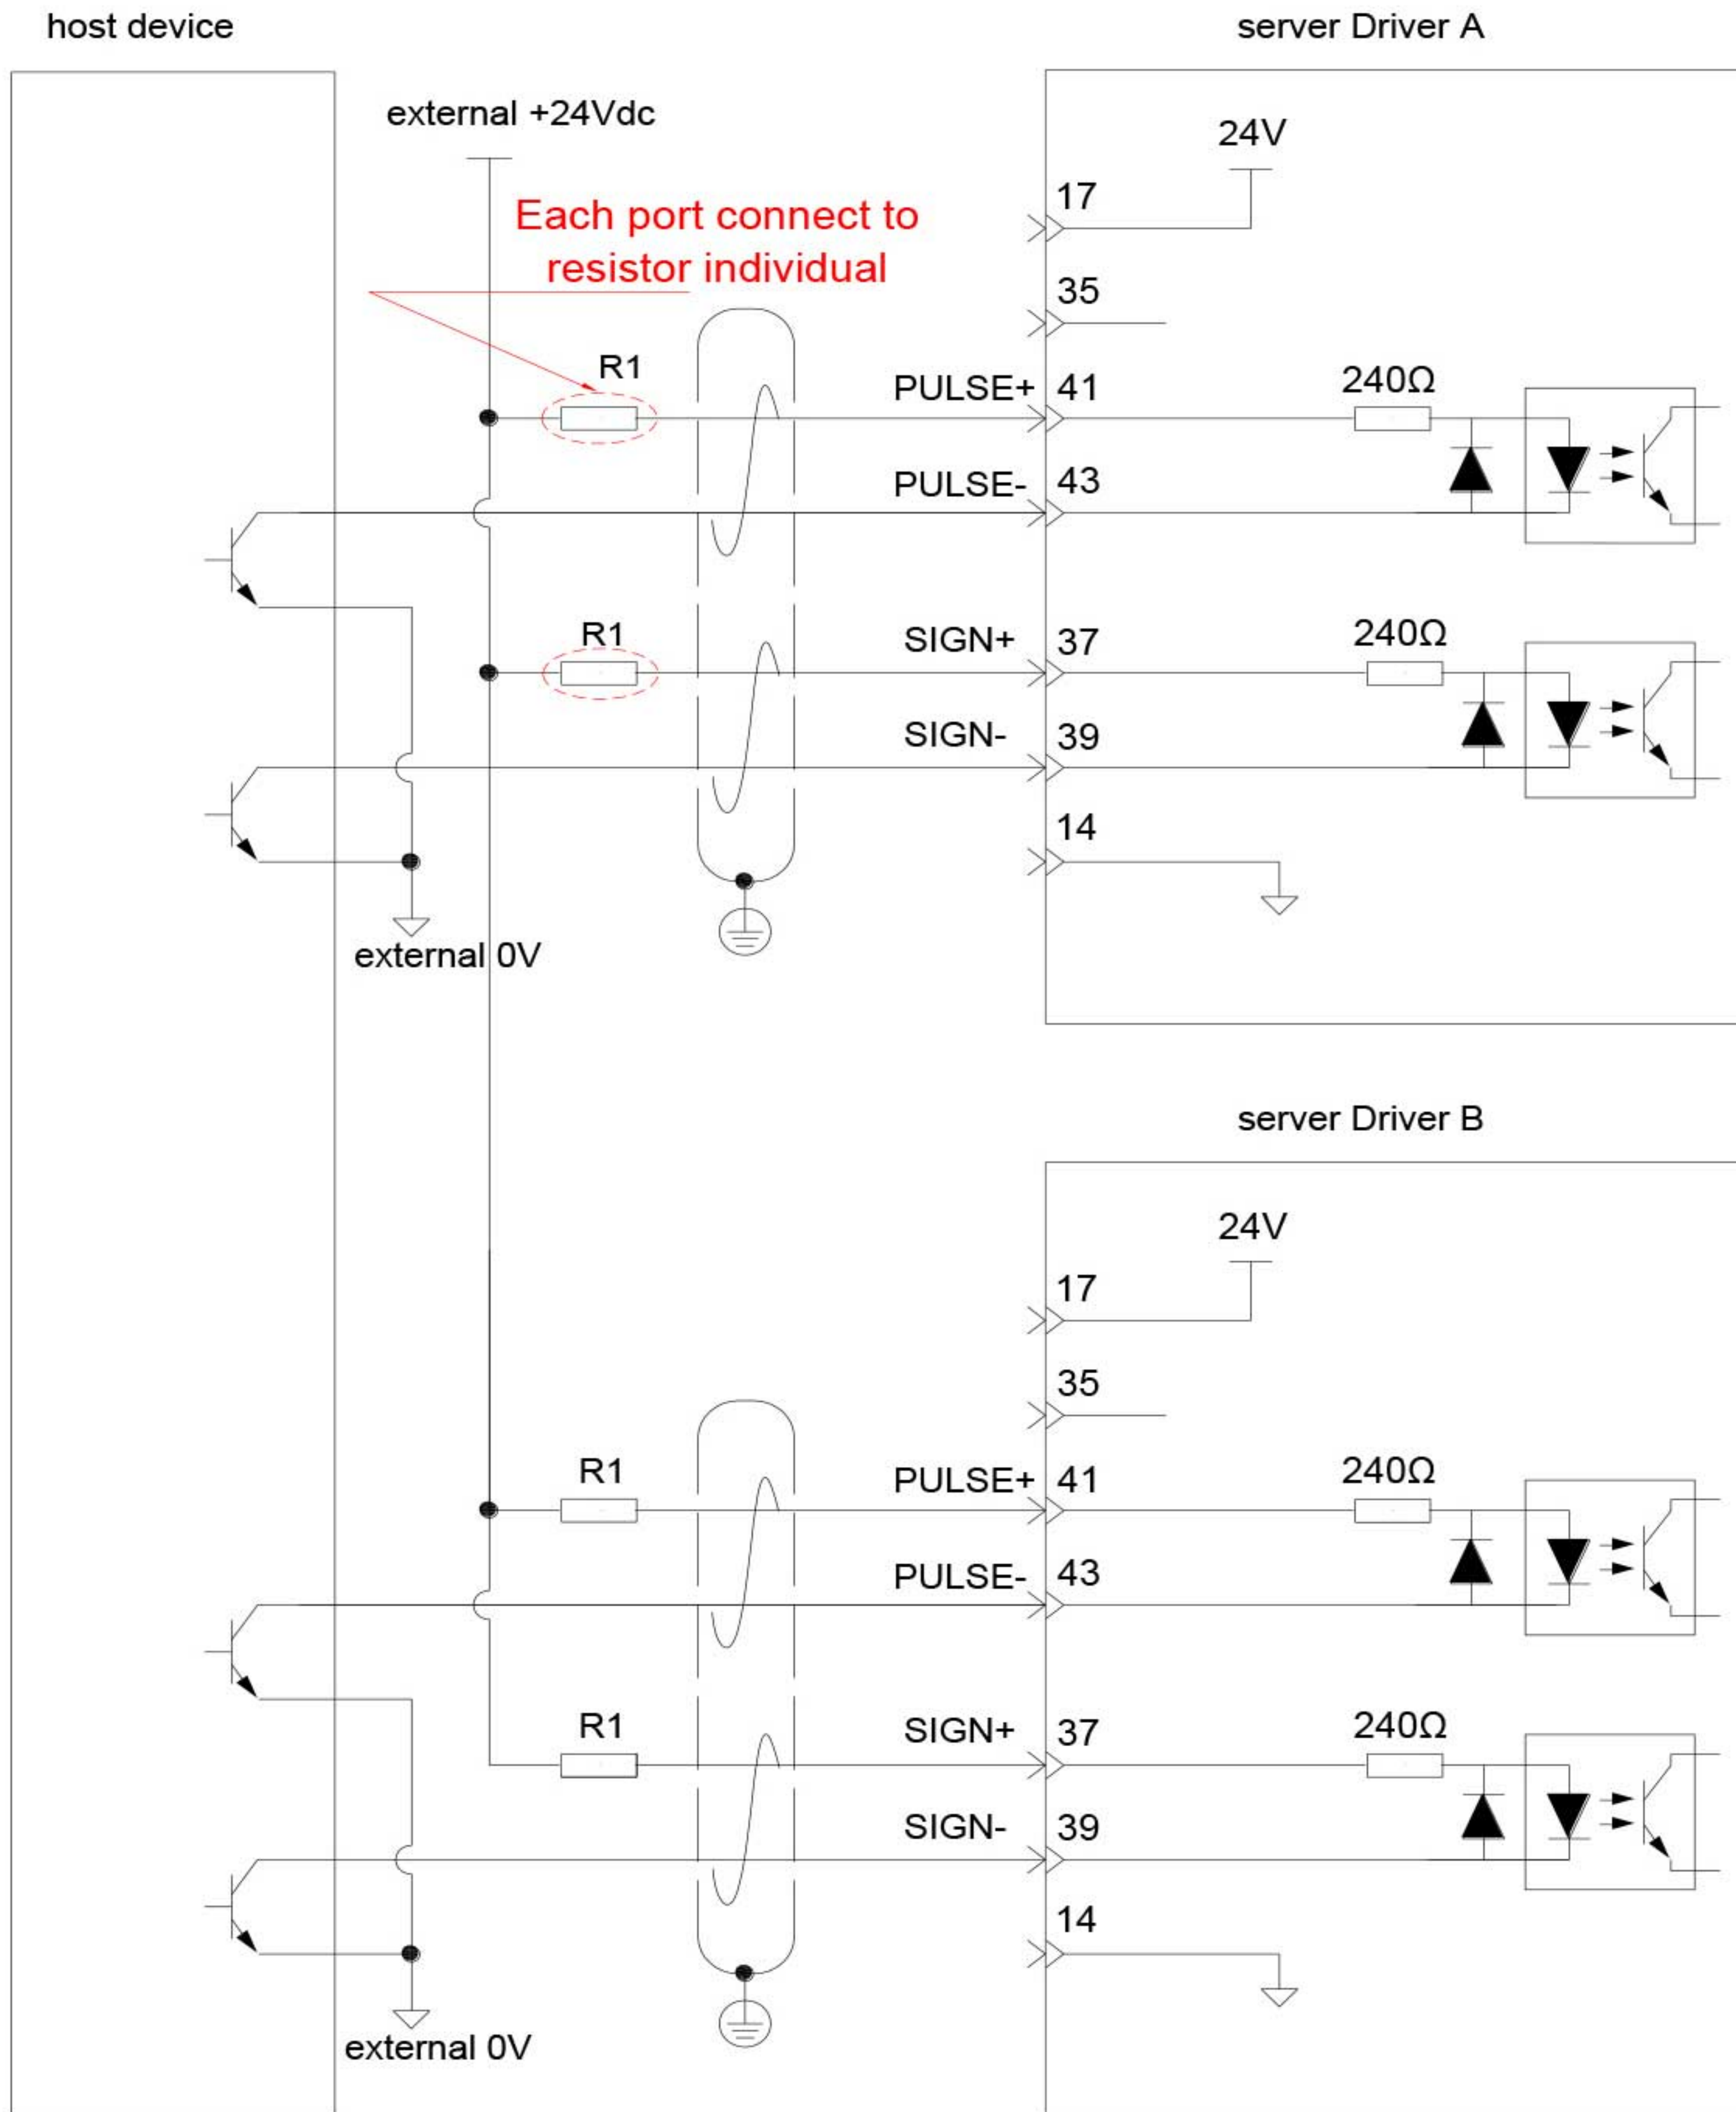 host device
server Driver A
external +24Vdc
24V
17
Each port connect to
resistor individual
35
R1
PULSE+
41
240Ω
PULSE-
43
R1
SIGN+
37
240Ω
SIGN-
39
14
external 0V
server Driver B
24V
17
35
R1
PULSE+
41
240Ω
PULSE-
43
R1
SIGN+
37
240Ω
SIGN-
39
14
external 0V